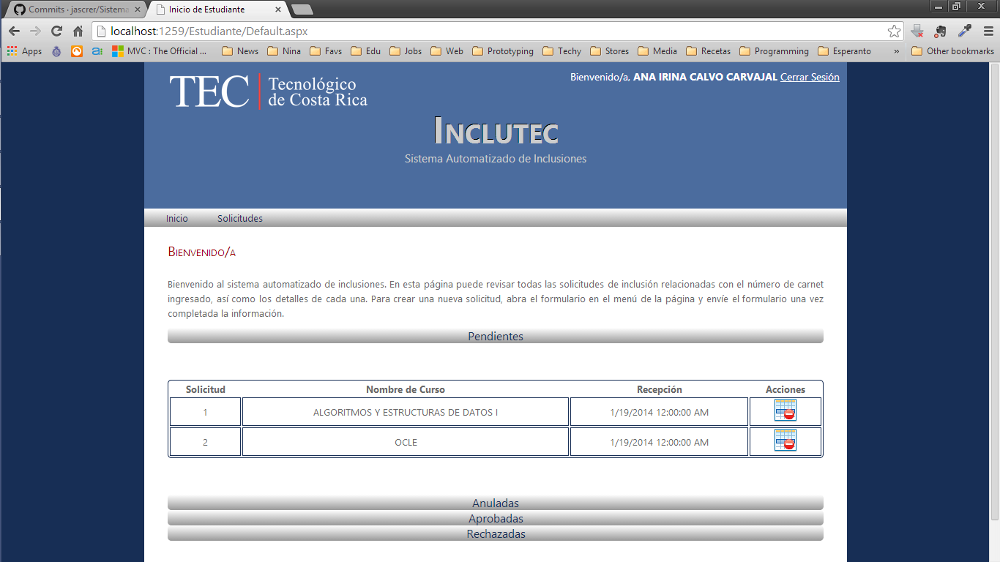 Commits · jascrer/Sistema
Inicio de Estudiante
localhost:1259/Estudiante/Default.aspx
Apps
MVC : The Official ...
News
Nina
Favs
Edu
Jobs
Web
Prototyping
Techy
Stores
Media
Recetas
Programming
Esperanto
»
Other bookmarks
TEC
Tecnológico
de Costa Rica
Bienvenido/a, ANA IRINA CALVO CARVAJAL Cerrar Sesión
Inclutec
Sistema Automatizado de Inclusiones
Inicio
Solicitudes
Bienvenido/a
Bienvenido al sistema automatizado de inclusiones. En esta página puede revisar todas las solicitudes de inclusión relacionadas con el número de carnet
ingresado, así como los detalles de cada una. Para crear una nueva solicitud, abra el formulario en el menú de la página y envíe el formulario una vez
completada la información.
Pendientes
Solicitud Nombre de Curso Recepción Acciones
1 ALGORITMOS Y ESTRUCTURAS DE DATOS I 1/19/2014 12:00:00 AM
2 OCLE 1/19/2014 12:00:00 AM
Anuladas
Aprobadas
Rechazadas